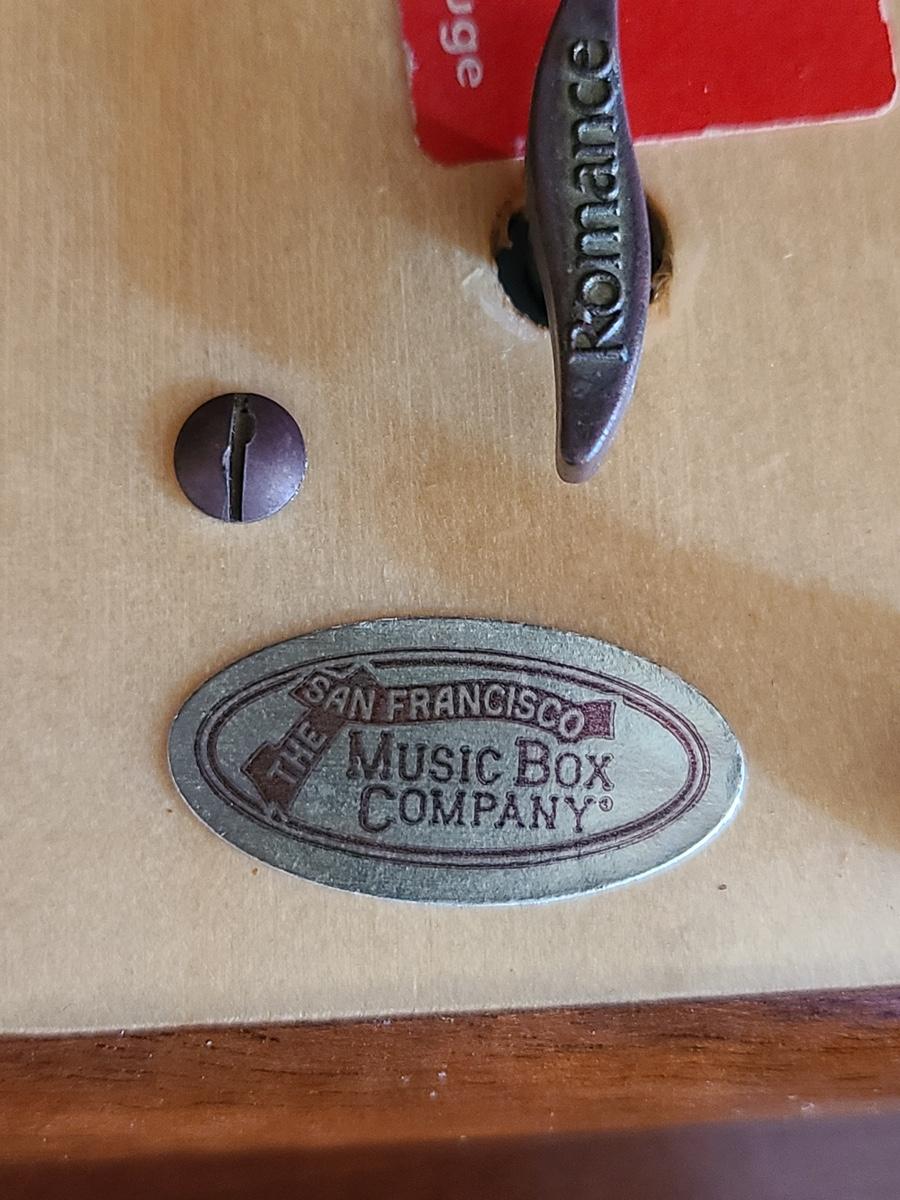 uge
Romance
THE SAN FRANCISCO
MUSIC BOX
COMPANY®